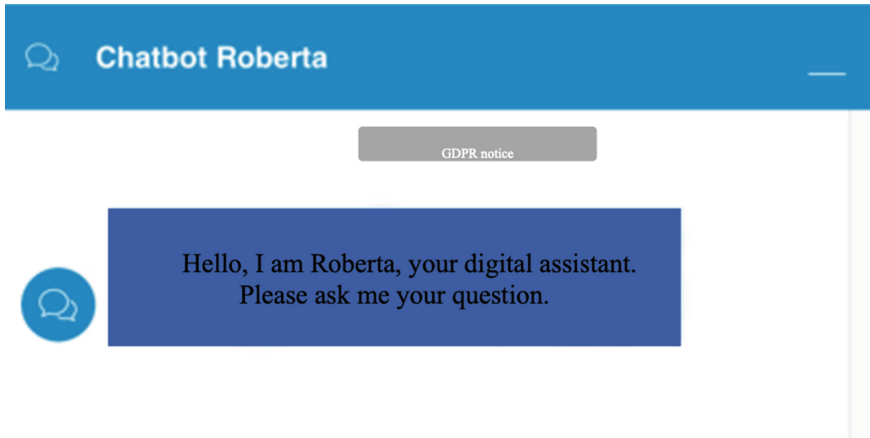 Chatbot Roberta
GDPR notice
Hello, I am Roberta, your digital assistant.
Please ask me your question.